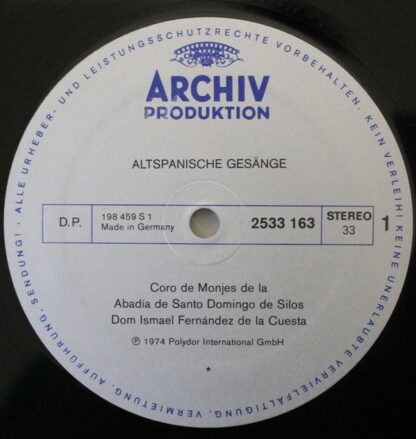 ALLE URHEBER- UND LEISTUNGSSCHUTZRECHTE VORBEHALTEN. KEIN VERLEIH! KEINE UNERLAUBTE VERVIELFÄLTIGUNG, VERMIETUNG, AUFFÜHRUNG, SENDUNG!
ARCHIV
PRODUKTION
ALTSPANISCHE GESÄNGE
D.P.
198 459 S 1
Made in Germany
2533 163
STEREO
33
1
Coro de Monjes de la
Abadía de Santo Domingo de Silos
Dom Ismael Fernández de la Cuesta
Ⓟ 1974 Polydor International GmbH
*